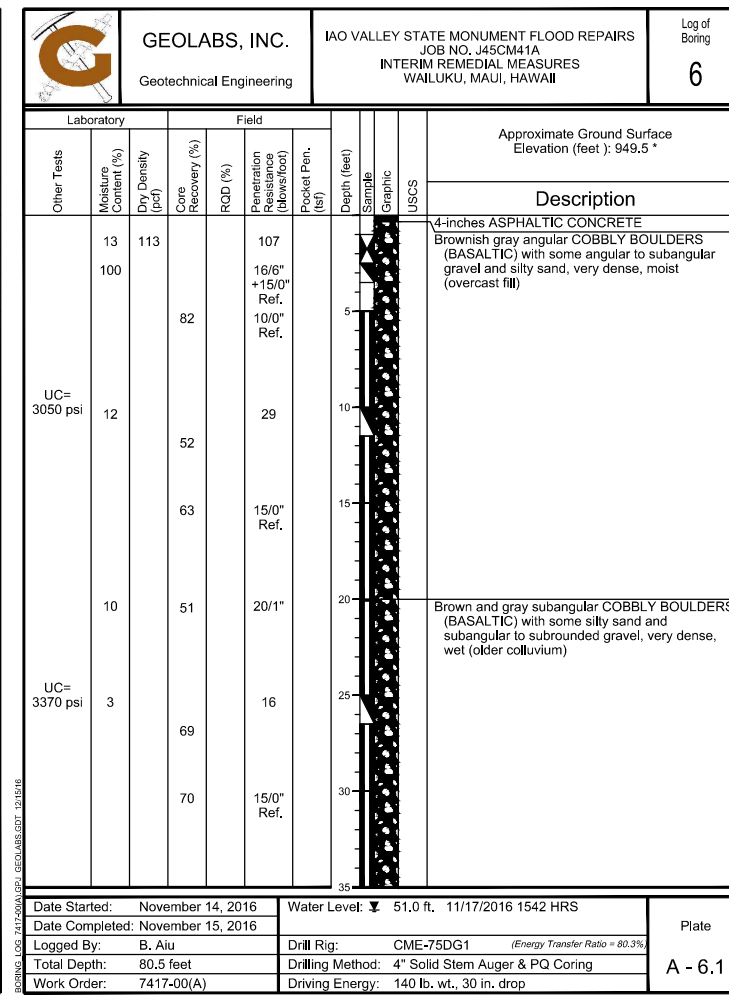 GEOLABS, INC.
Geotechnical Engineering
IAO VALLEY STATE MONUMENT FLOOD REPAIRS
JOB NO. J45CM41A
INTERIM REMEDIAL MEASURES
WAILUKU, MAUI, HAWAII
Log of
Boring
6
Laboratory
Field
Other Tests
Moisture
Content (%)
Dry Density
(pcf)
Core
Recovery (%)
RQD (%)
Penetration
Resistance
(blows/foot)
Pocket Pen.
(tsf)
Depth (feet)
Sample
Graphic
USCS
Approximate Ground Surface
Elevation (feet ): 949.5 *
Description
4-inches ASPHALTIC CONCRETE
13 113 107
Brownish gray angular COBBLY BOULDERS
(BASALTIC) with some angular to subangular
gravel and silty sand, very dense, moist
(overcast fill)
100 16/6"
+15/0"
Ref.
82 10/0"
Ref.
5
UC=
3050 psi
12 29
10
52
63 15/0"
Ref.
15
10 51 20/1"
20
Brown and gray subangular COBBLY BOULDERS
(BASALTIC) with some silty sand and
subangular to subrounded gravel, very dense,
wet (older colluvium)
UC=
3370 psi
3 16
25
69
70 15/0"
Ref.
30
35
BORING_LOG 7417-00(A).GPJ GEOLABS.GDT 12/15/16
Date Started: November 14, 2016
Date Completed: November 15, 2016
Logged By: B. Aiu
Total Depth: 80.5 feet
Work Order: 7417-00(A)
Water Level: 51.0 ft. 11/17/2016 1542 HRS
Drill Rig: CME-75DG1 (Energy Transfer Ratio = 80.3%)
Drilling Method: 4" Solid Stem Auger & PQ Coring
Driving Energy: 140 lb. wt., 30 in. drop
Plate
A - 6.1